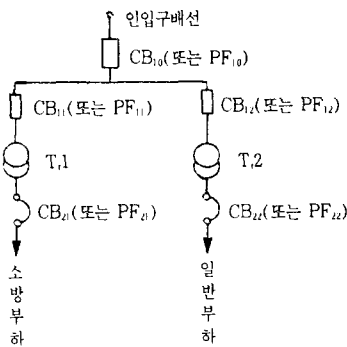 인입구배선
CB₁₀(또는 PF₁₀)
CB₁₁(또는 PF₁₁)
CB₁₂(또는 PF₁₂)
Tᵣ1
Tᵣ2
CB₂₁(또는 PF₂₁)
CB₂₂(또는 PF₂₂)
소방부하
일반부하